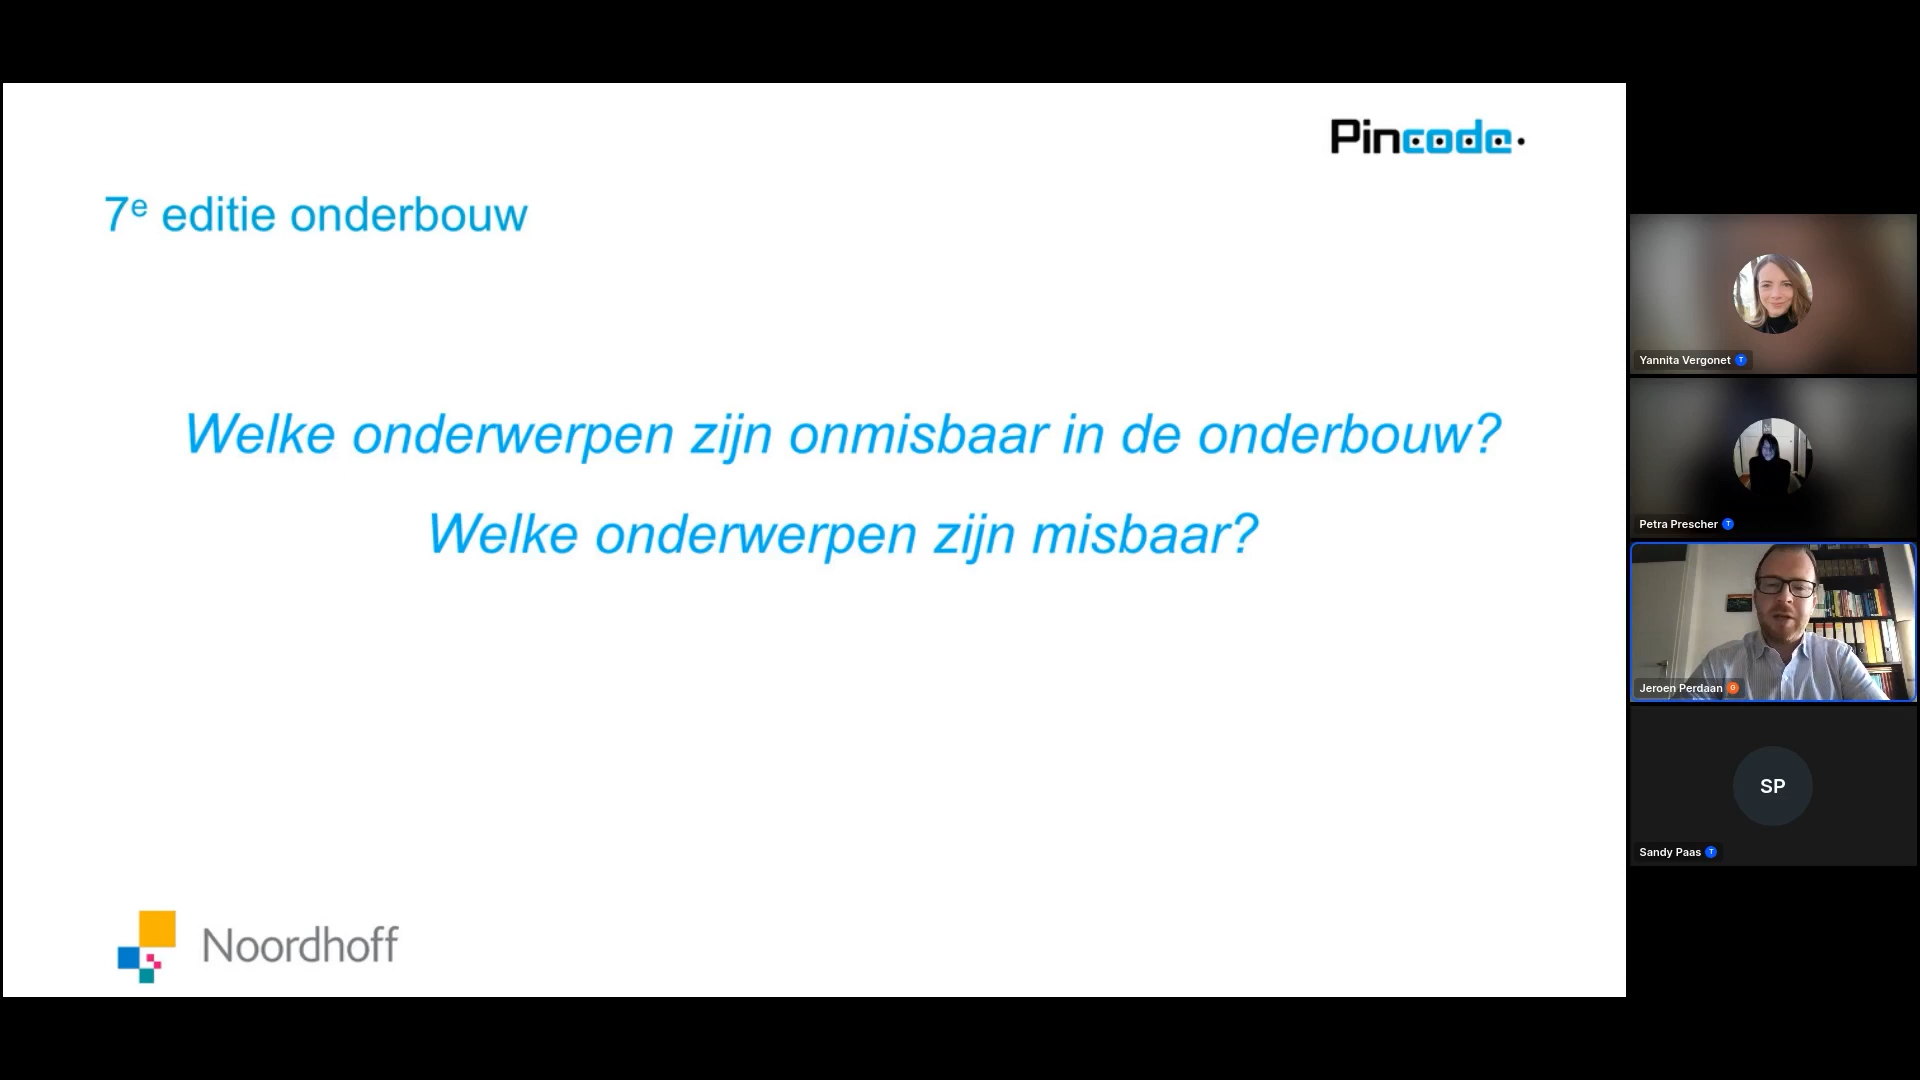 Pincode
7e editie onderbouw
Welke onderwerpen zijn onmisbaar in de onderbouw?
Welke onderwerpen zijn misbaar?
Noordhoff
Yannita Vergonet T
Petra Prescher T
Jeroen Perdaan G
SP
Sandy Paas T